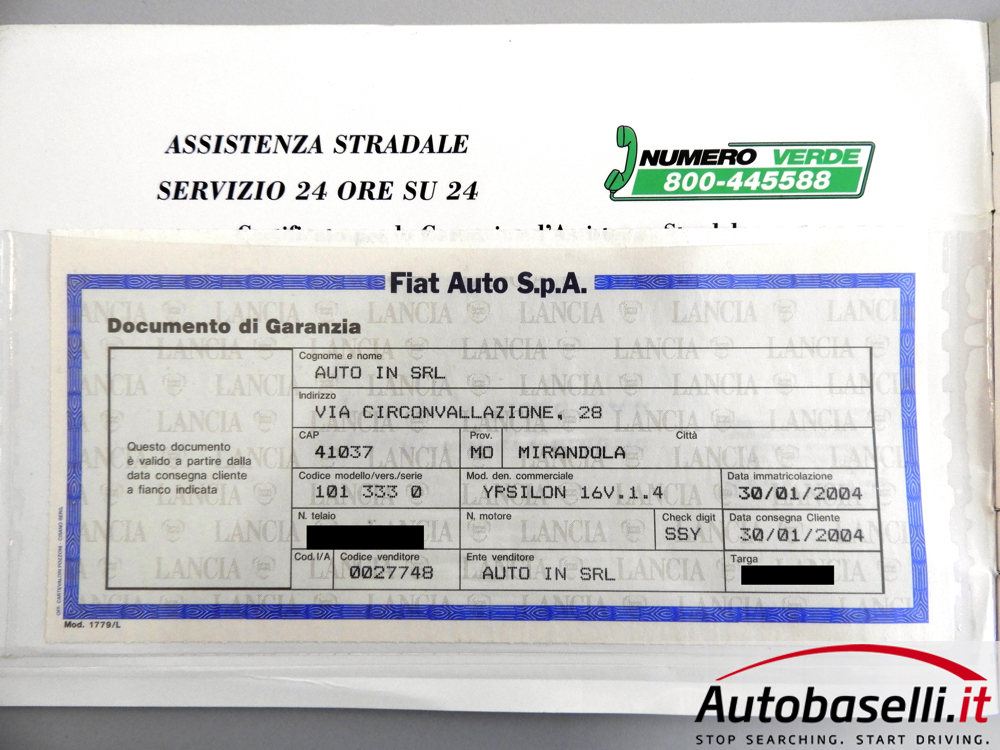 ASSISTENZA STRADALE
SERVIZIO 24 ORE SU 24
NUMERO VERDE
800-445588
Fiat Auto S.p.A.
Documento di Garanzia
Cognome e nome
AUTO IN SRL
Indirizzo
VIA CIRCONVALLAZIONE, 28
CAP Prov. Città
41037 MO MIRANDOLA
Questo documento
è valido a partire dalla
data consegna cliente
a fianco indicata
Codice modello/vers./serie Mod. den. commerciale Data immatricolazione
101 333 0 YPSILON 16V.1.4 30/01/2004
N. telaio N. motore Check digit Data consegna Cliente
SSY 30/01/2004
Cod.I/A Codice venditore Ente venditore Targa
0027748 AUTO IN SRL
Mod. 1779/L
LANCIA
Autobaselli.it
STOP SEARCHING. START DRIVING.